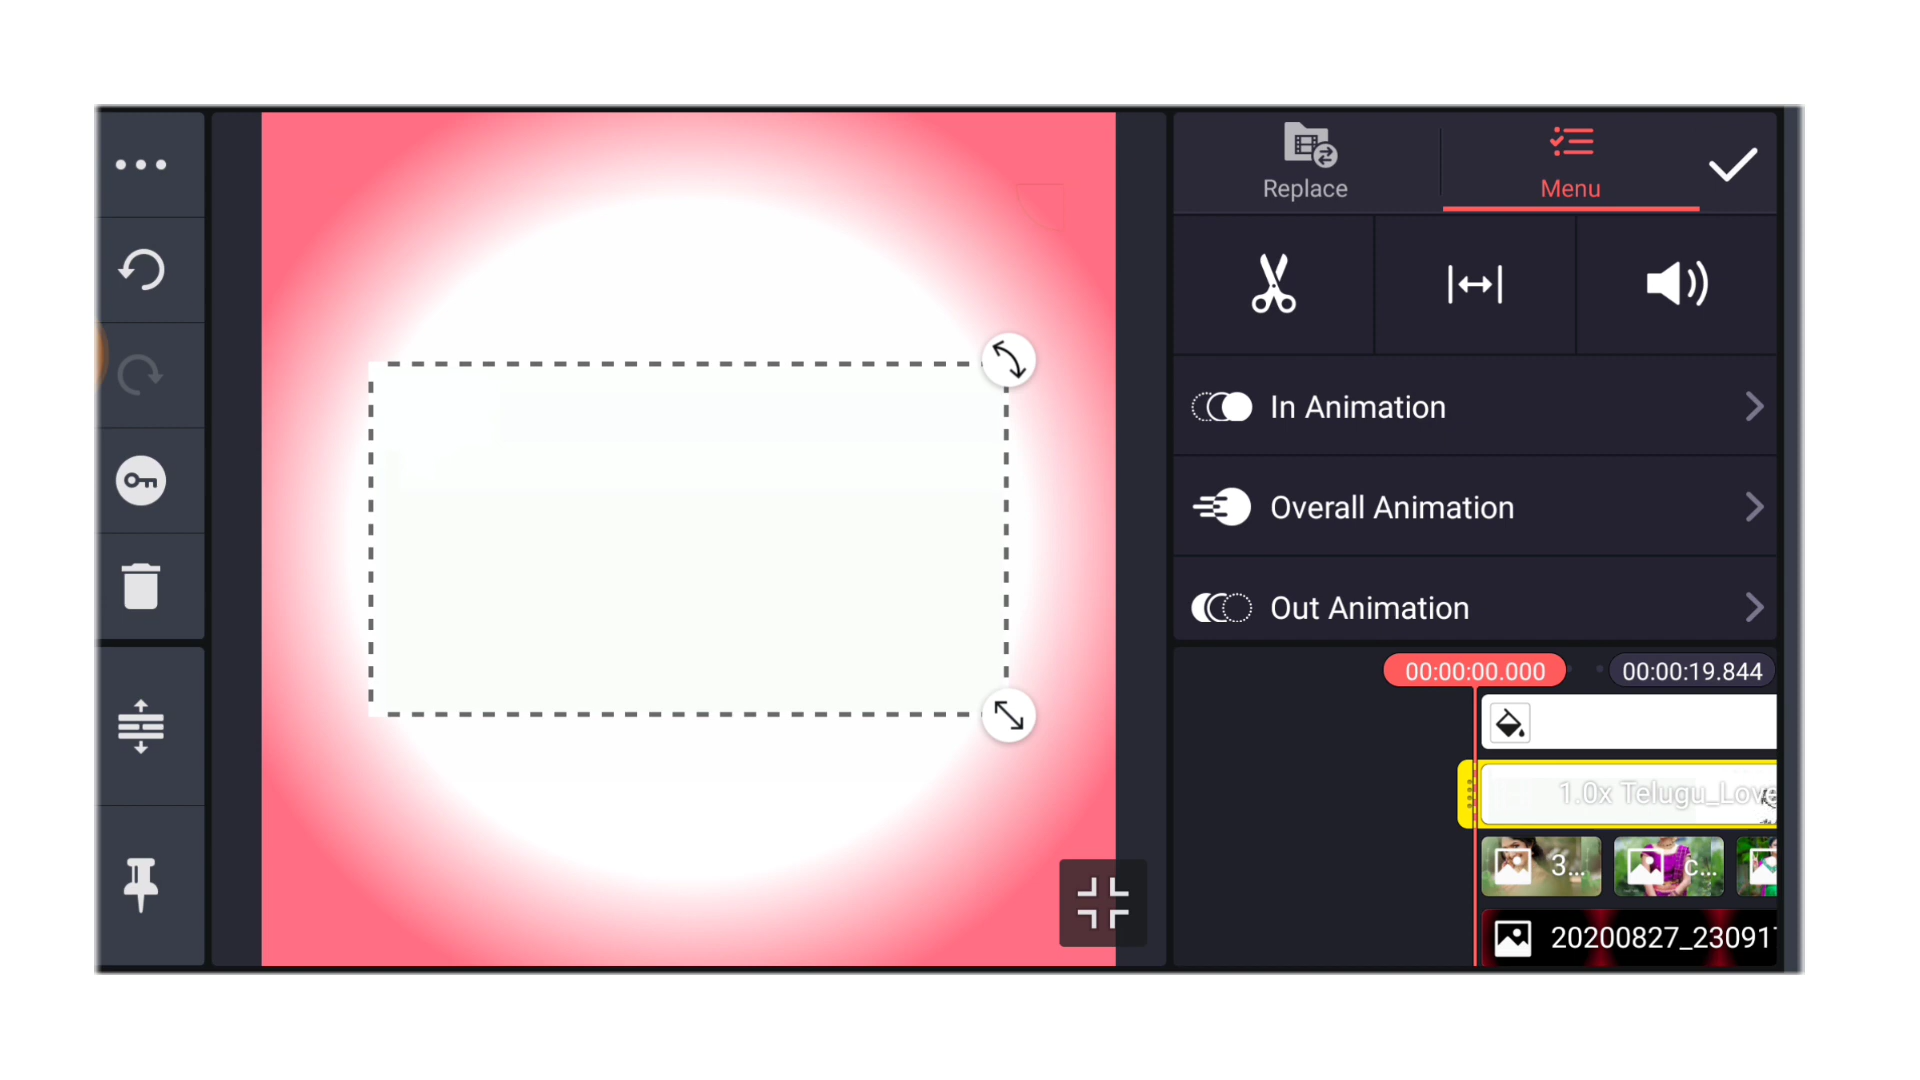 Replace
Menu
In Animation
Overall Animation
Out Animation
00:00:00.000
00:00:19.844
1.0x Telugu_Love
3...
c...
20200827_23091